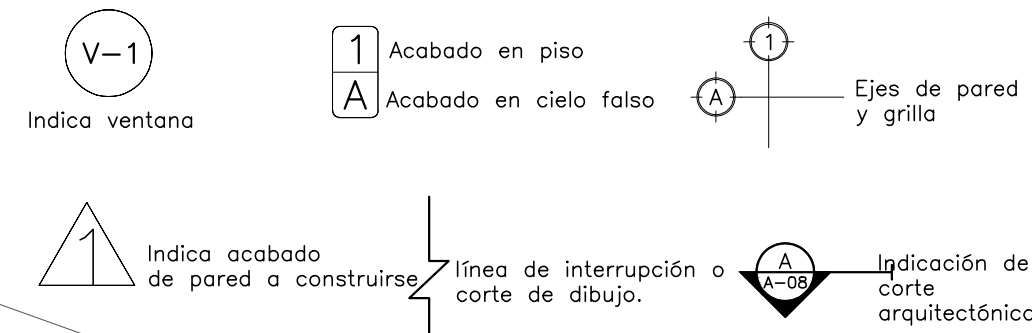 V-1
Indica ventana
1
Acabado en piso
A
Acabado en cielo falso
1
A
Ejes de pared
y grilla
1
Indica acabado
de pared a construirse
línea de interrupción o
corte de dibujo.
A
A-08
Indicación de
corte
arquitectónico